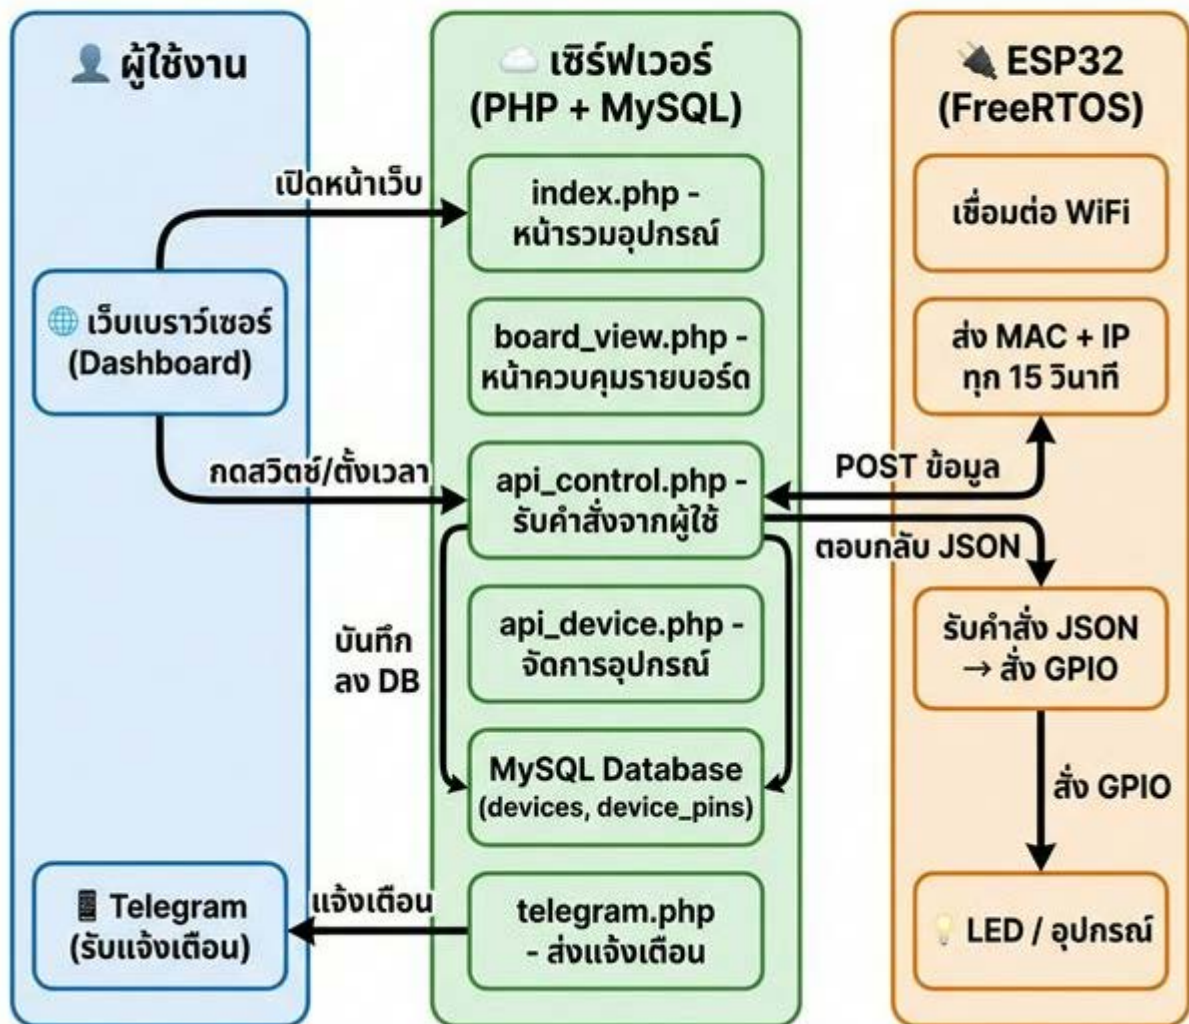 ผู้ใช้งาน
เปิดหน้าเว็บ
เว็บเบราว์เซอร์
(Dashboard)
กดสวิตช์/ตั้งเวลา
บันทึก
ลง DB
Telegram
(รับแจ้งเตือน)
แจ้งเตือน
เซิร์ฟเวอร์
(PHP + MySQL)
index.php -
หน้ารวมอุปกรณ์
board_view.php -
หน้าควบคุมรายบอร์ด
api_control.php -
รับคำสั่งจากผู้ใช้
api_device.php -
จัดการอุปกรณ์
MySQL Database
(devices, device_pins)
telegram.php
- ส่งแจ้งเตือน
POST ข้อมูล
ตอบกลับ JSON
ESP32
(FreeRTOS)
เชื่อมต่อ WiFi
ส่ง MAC + IP
ทุก 15 วินาที
รับคำสั่ง JSON
→ สั่ง GPIO
สั่ง GPIO
LED / อุปกรณ์